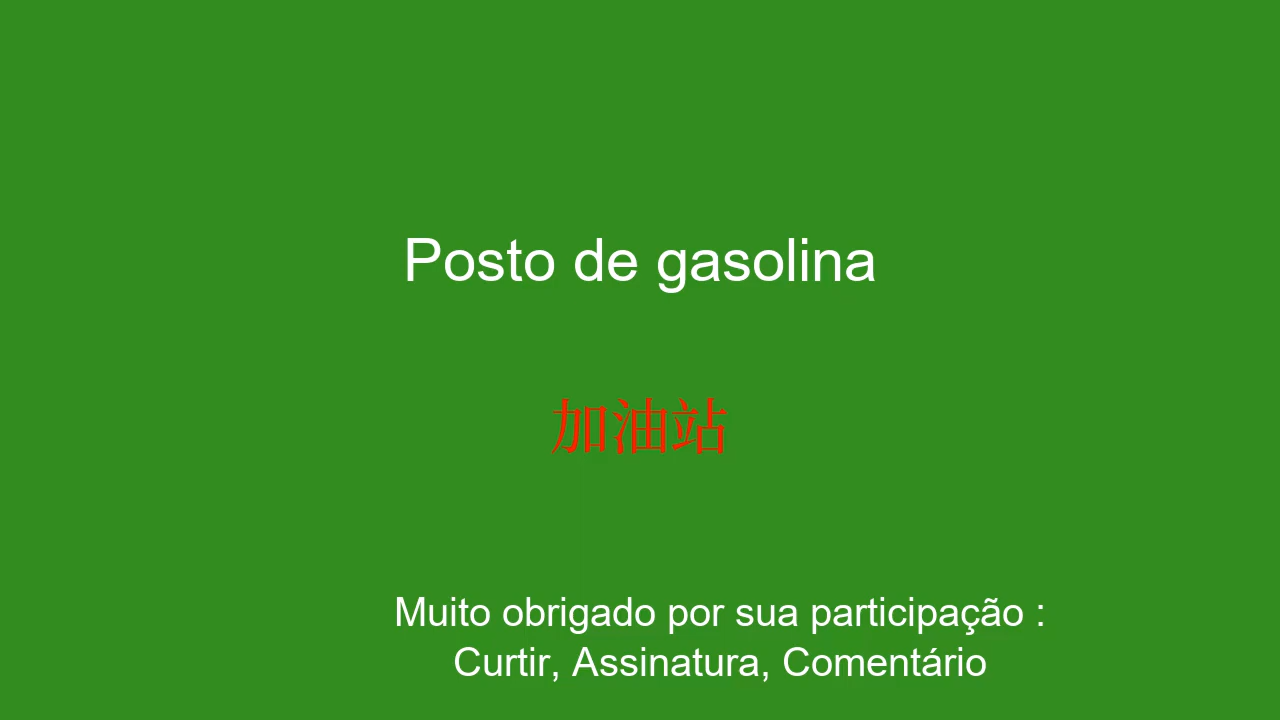 Posto de gasolina
加油站
Muito obrigado por sua participação :
Curtir, Assinatura, Comentário